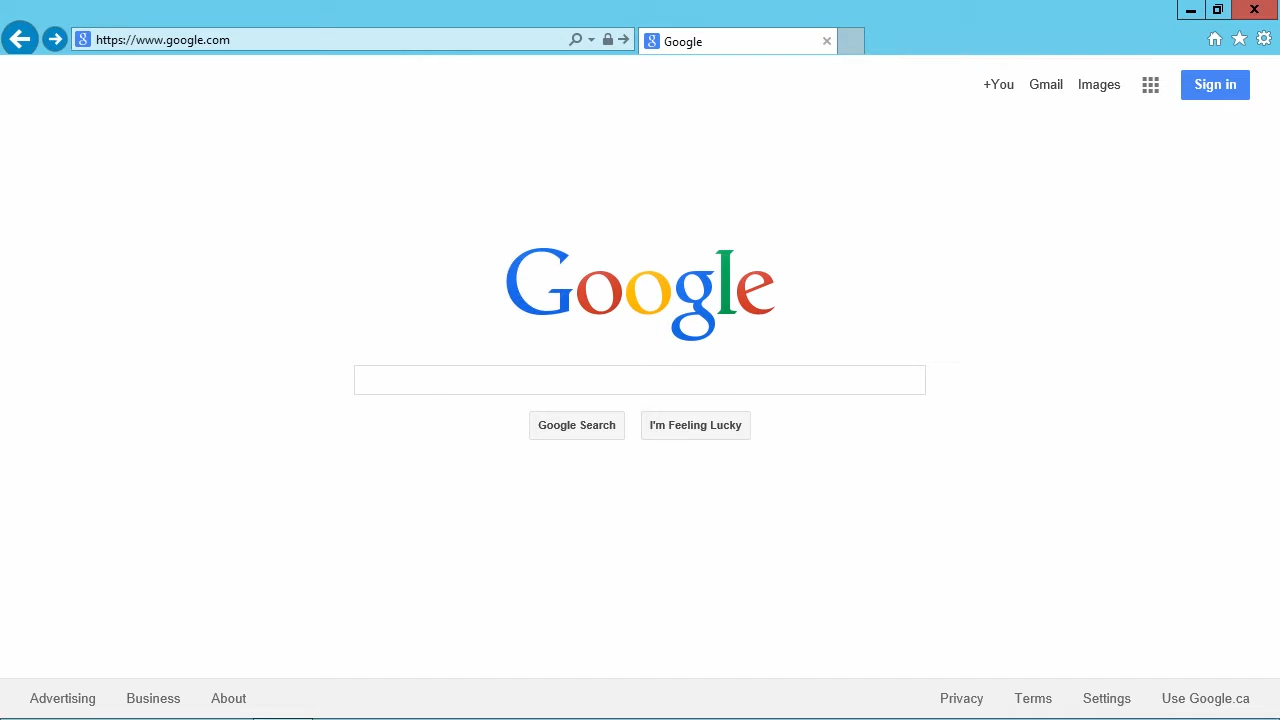 https://www.google.com
Google
+You Gmail Images Sign in
Google
Google Search I'm Feeling Lucky
Advertising Business About Privacy Terms Settings Use Google.ca